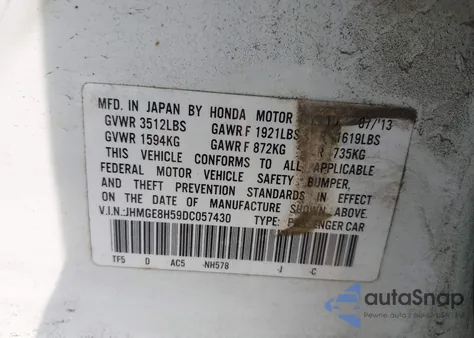 MFD. IN JAPAN BY HONDA MOTOR 07/13
GVWR 3512LBS GAWR F 1921LBS 1619LBS
GVWR 1594KG GAWR F 872KG 735KG
THIS VEHICLE CONFORMS TO ALL APPLICABLE
FEDERAL MOTOR VEHICLE SAFETY, BUMPER,
AND THEFT PREVENTION STANDARDS IN EFFECT
ON THE DATE OF MANUFACTURE SHOWN ABOVE.
V.I.N.:JHMGE8H59DC057430 TYPE: PASSENGER CAR
TF5 D AC5 -NH578 -J -C
autoSnap